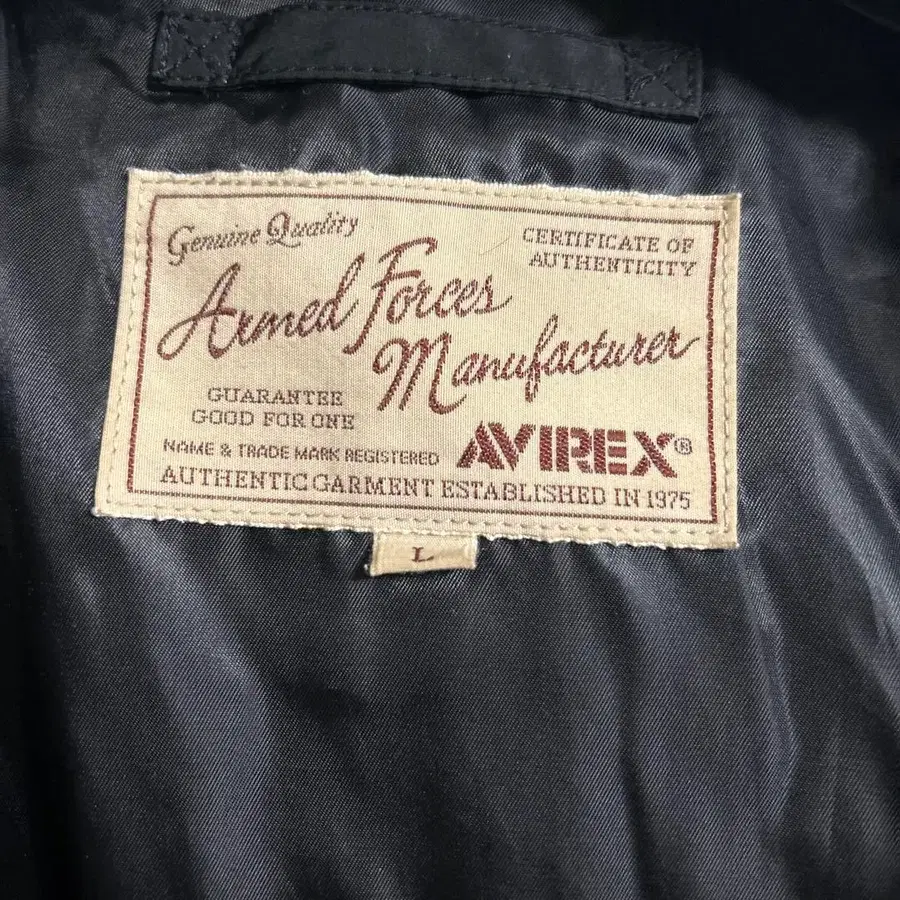 Genuine Quality
CERTIFICATE OF
AUTHENTICITY
Armed Forces
Manufacturer
GUARANTEE
GOOD FOR ONE
NAME & TRADE MARK REGISTERED
AVIREX®
AUTHENTIC GARMENT ESTABLISHED IN 1975
L